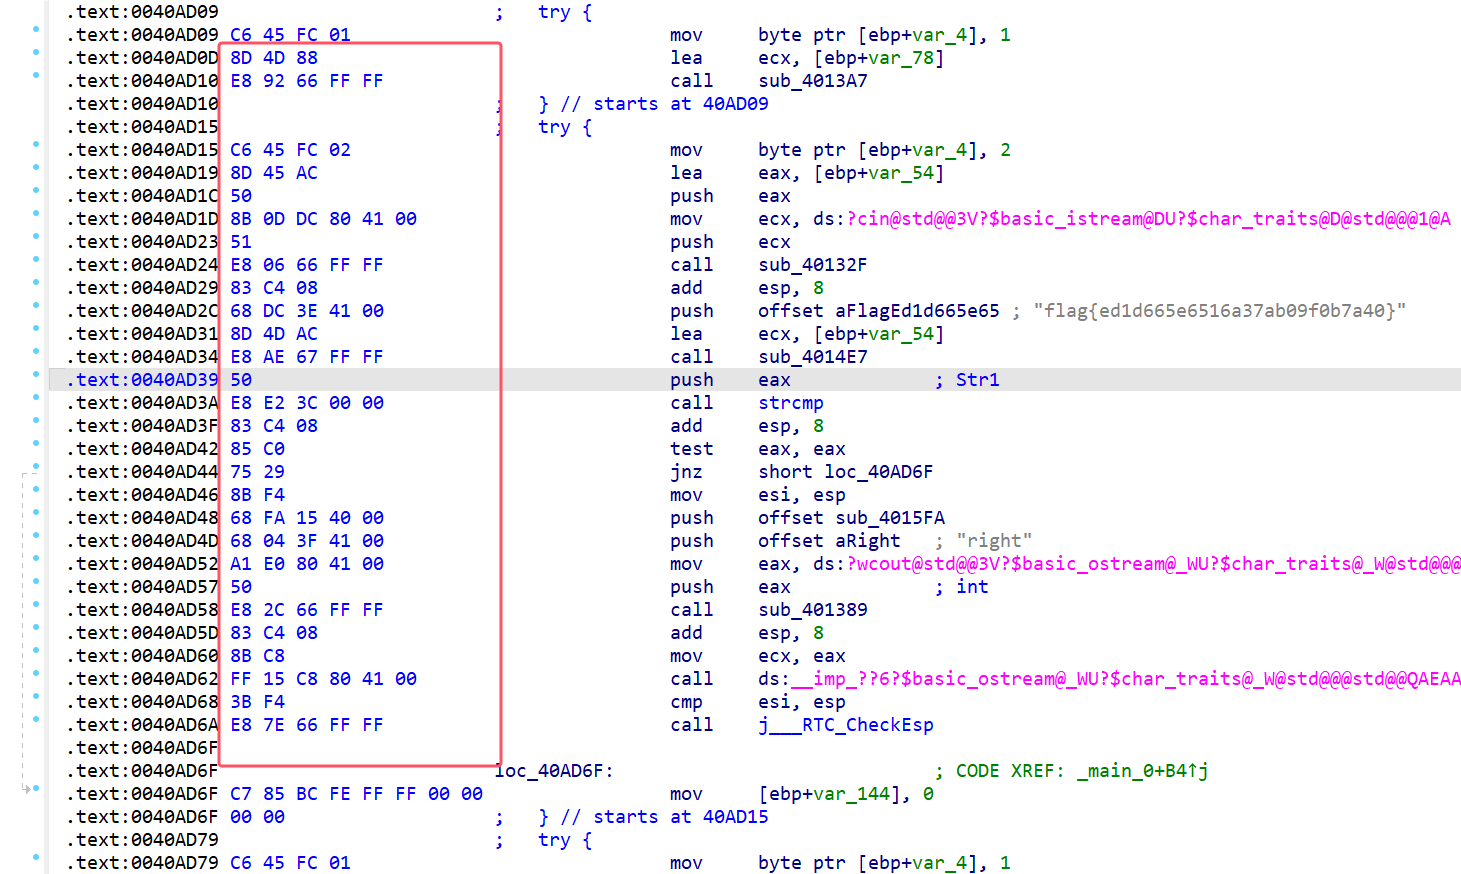 .text:0040AD09 ; try {
.text:0040AD09 C6 45 FC 01 mov byte ptr [ebp+var_4], 1
.text:0040AD0D 8D 4D 88 lea ecx, [ebp+var_78]
.text:0040AD10 E8 92 66 FF FF call sub_4013A7
.text:0040AD10 ; } // starts at 40AD09
.text:0040AD15 ; try {
.text:0040AD15 C6 45 FC 02 mov byte ptr [ebp+var_4], 2
.text:0040AD19 8D 45 AC lea eax, [ebp+var_54]
.text:0040AD1C 50 push eax
.text:0040AD1D 8B 0D DC 80 41 00 mov ecx, ds:?cin@std@@3V?$basic_istream@DU?$char_traits@D@std@@@1@A
.text:0040AD23 51 push ecx
.text:0040AD24 E8 06 66 FF FF call sub_40132F
.text:0040AD29 83 C4 08 add esp, 8
.text:0040AD2C 68 DC 3E 41 00 push offset aFlagEd1d665e65 ; "flag{ed1d665e6516a37ab09f0b7a40}"
.text:0040AD31 8D 4D AC lea ecx, [ebp+var_54]
.text:0040AD34 E8 AE 67 FF FF call sub_4014E7
.text:0040AD39 50 push eax ; Str1
.text:0040AD3A E8 E2 3C 00 00 call strcmp
.text:0040AD3F 83 C4 08 add esp, 8
.text:0040AD42 85 C0 test eax, eax
.text:0040AD44 75 29 jnz short loc_40AD6F
.text:0040AD46 8B F4 mov esi, esp
.text:0040AD48 68 FA 15 40 00 push offset sub_4015FA
.text:0040AD4D 68 04 3F 41 00 push offset aRight ; "right"
.text:0040AD52 A1 E0 80 41 00 mov eax, ds:?wcout@std@@3V?$basic_ostream@_WU?$char_traits@_W@std@@@
.text:0040AD57 50 push eax ; int
.text:0040AD58 E8 2C 66 FF FF call sub_401389
.text:0040AD5D 83 C4 08 add esp, 8
.text:0040AD60 8B C8 mov ecx, eax
.text:0040AD62 FF 15 C8 80 41 00 call ds:__imp_??6?$basic_ostream@_WU?$char_traits@_W@std@@@std@@QAEAA
.text:0040AD68 3B F4 cmp esi, esp
.text:0040AD6A E8 7E 66 FF FF call j___RTC_CheckEsp
.text:0040AD6F
.text:0040AD6F loc_40AD6F: ; CODE XREF: _main_0+B4↑j
.text:0040AD6F C7 85 BC FE FF FF 00 00 mov [ebp+var_144], 0
.text:0040AD6F 00 00 ; } // starts at 40AD15
.text:0040AD79 ; try {
.text:0040AD79 C6 45 FC 01 mov byte ptr [ebp+var_4], 1